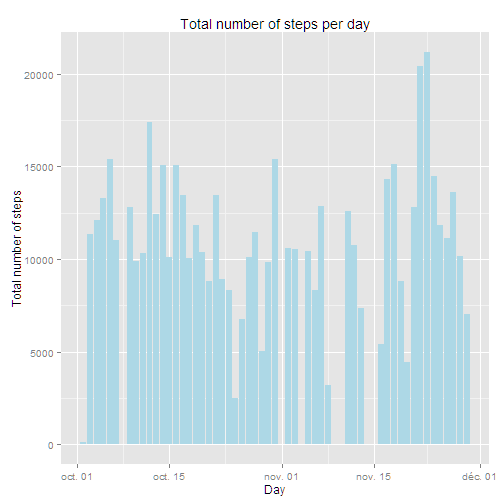 Total number of steps per day
Total number of steps
20000
15000
10000
5000
0
oct. 01 oct. 15 nov. 01 nov. 15 déc. 01
Day